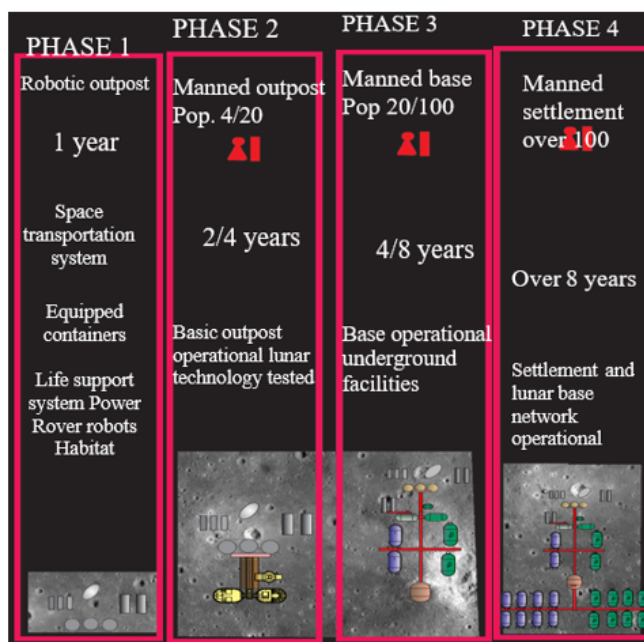 PHASE 1
Robotic outpost
1 year
Space
transportation
system
Equipped
containers
Life support
system Power
Rover robots
Habitat
PHASE 2
Manned outpost
Pop. 4/20
2/4 years
Basic outpost
operational lunar
technology tested
PHASE 3
Manned base
Pop 20/100
4/8 years
Base operational
underground
facilities
PHASE 4
Manned
settlement
over 100
Over 8 years
Settlement and
lunar base
network
operational